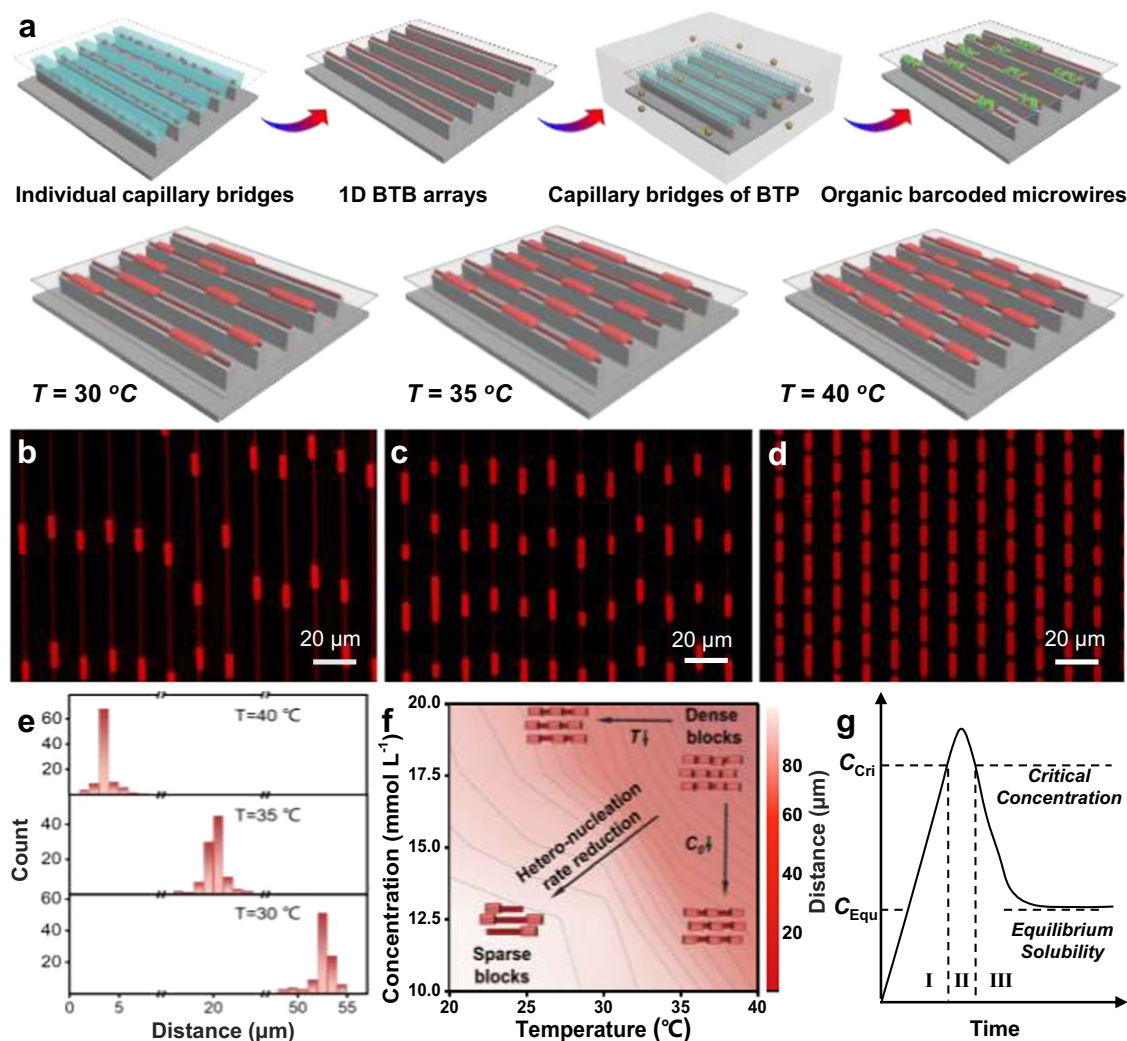 a
Individual capillary bridges
1D BTB arrays
Capillary bridges of BTP
Organic barcoded microwires
T = 30 °C
T = 35 °C
T = 40 °C
b
20 μm
c
20 μm
d
20 μm
e
Count
60
40
20
T=40 ℃
40
20
T=35 ℃
60
40
20
0
T=30 ℃
0
5
20
50
55
Distance (μm)
f
Concentration (mmol L⁻¹)
20.0
17.5
15.0
12.5
10.0
Dense
blocks
T↓
C₀↓
Hetero-nucleation
rate reduction
Sparse
blocks
20
25
30
35
40
Temperature (℃)
80
60
40
20
Distance (μm)
g
C_Cri
Critical
Concentration
C_Equ
Equilibrium
Solubility
I
II
III
Time